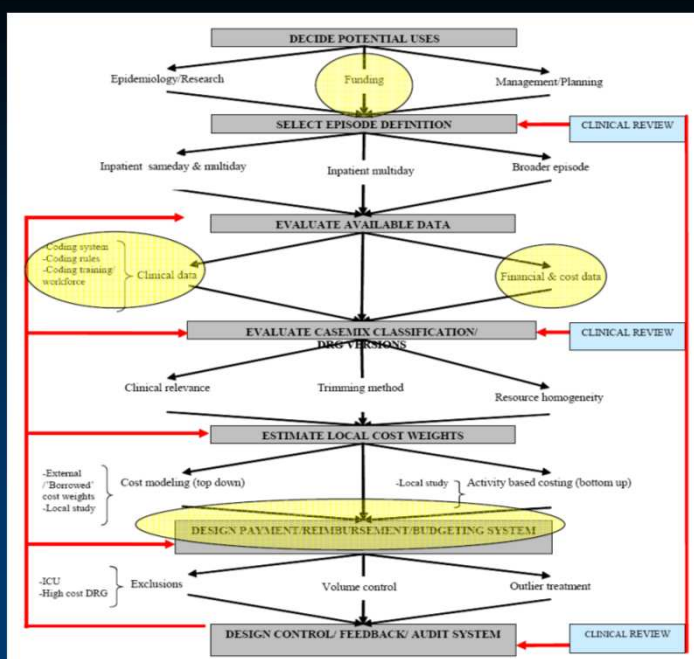 DECIDE POTENTIAL USES
Epidemiology/Research
Funding
Management/Planning
SELECT EPISODE DEFINITION
CLINICAL REVIEW
Inpatient sameday & multiday
Inpatient multiday
Broader episode
EVALUATE AVAILABLE DATA
-Coding system
-Coding rules
-Coding training/
workforce
Clinical data
Financial & cost data
EVALUATE CASEMIX CLASSIFICATION/
DRG VERSIONS
CLINICAL REVIEW
Clinical relevance
Trimming method
Resource homogeneity
ESTIMATE LOCAL COST WEIGHTS
-External
/'Borrowed'
cost weights
-Local study
Cost modeling (top down)
-Local study
Activity based costing (bottom up)
DESIGN PAYMENT/REIMBURSEMENT/BUDGETING SYSTEM
-ICU
-High cost DRG
Exclusions
Volume control
Outlier treatment
DESIGN CONTROL/ FEEDBACK/ AUDIT SYSTEM
CLINICAL REVIEW